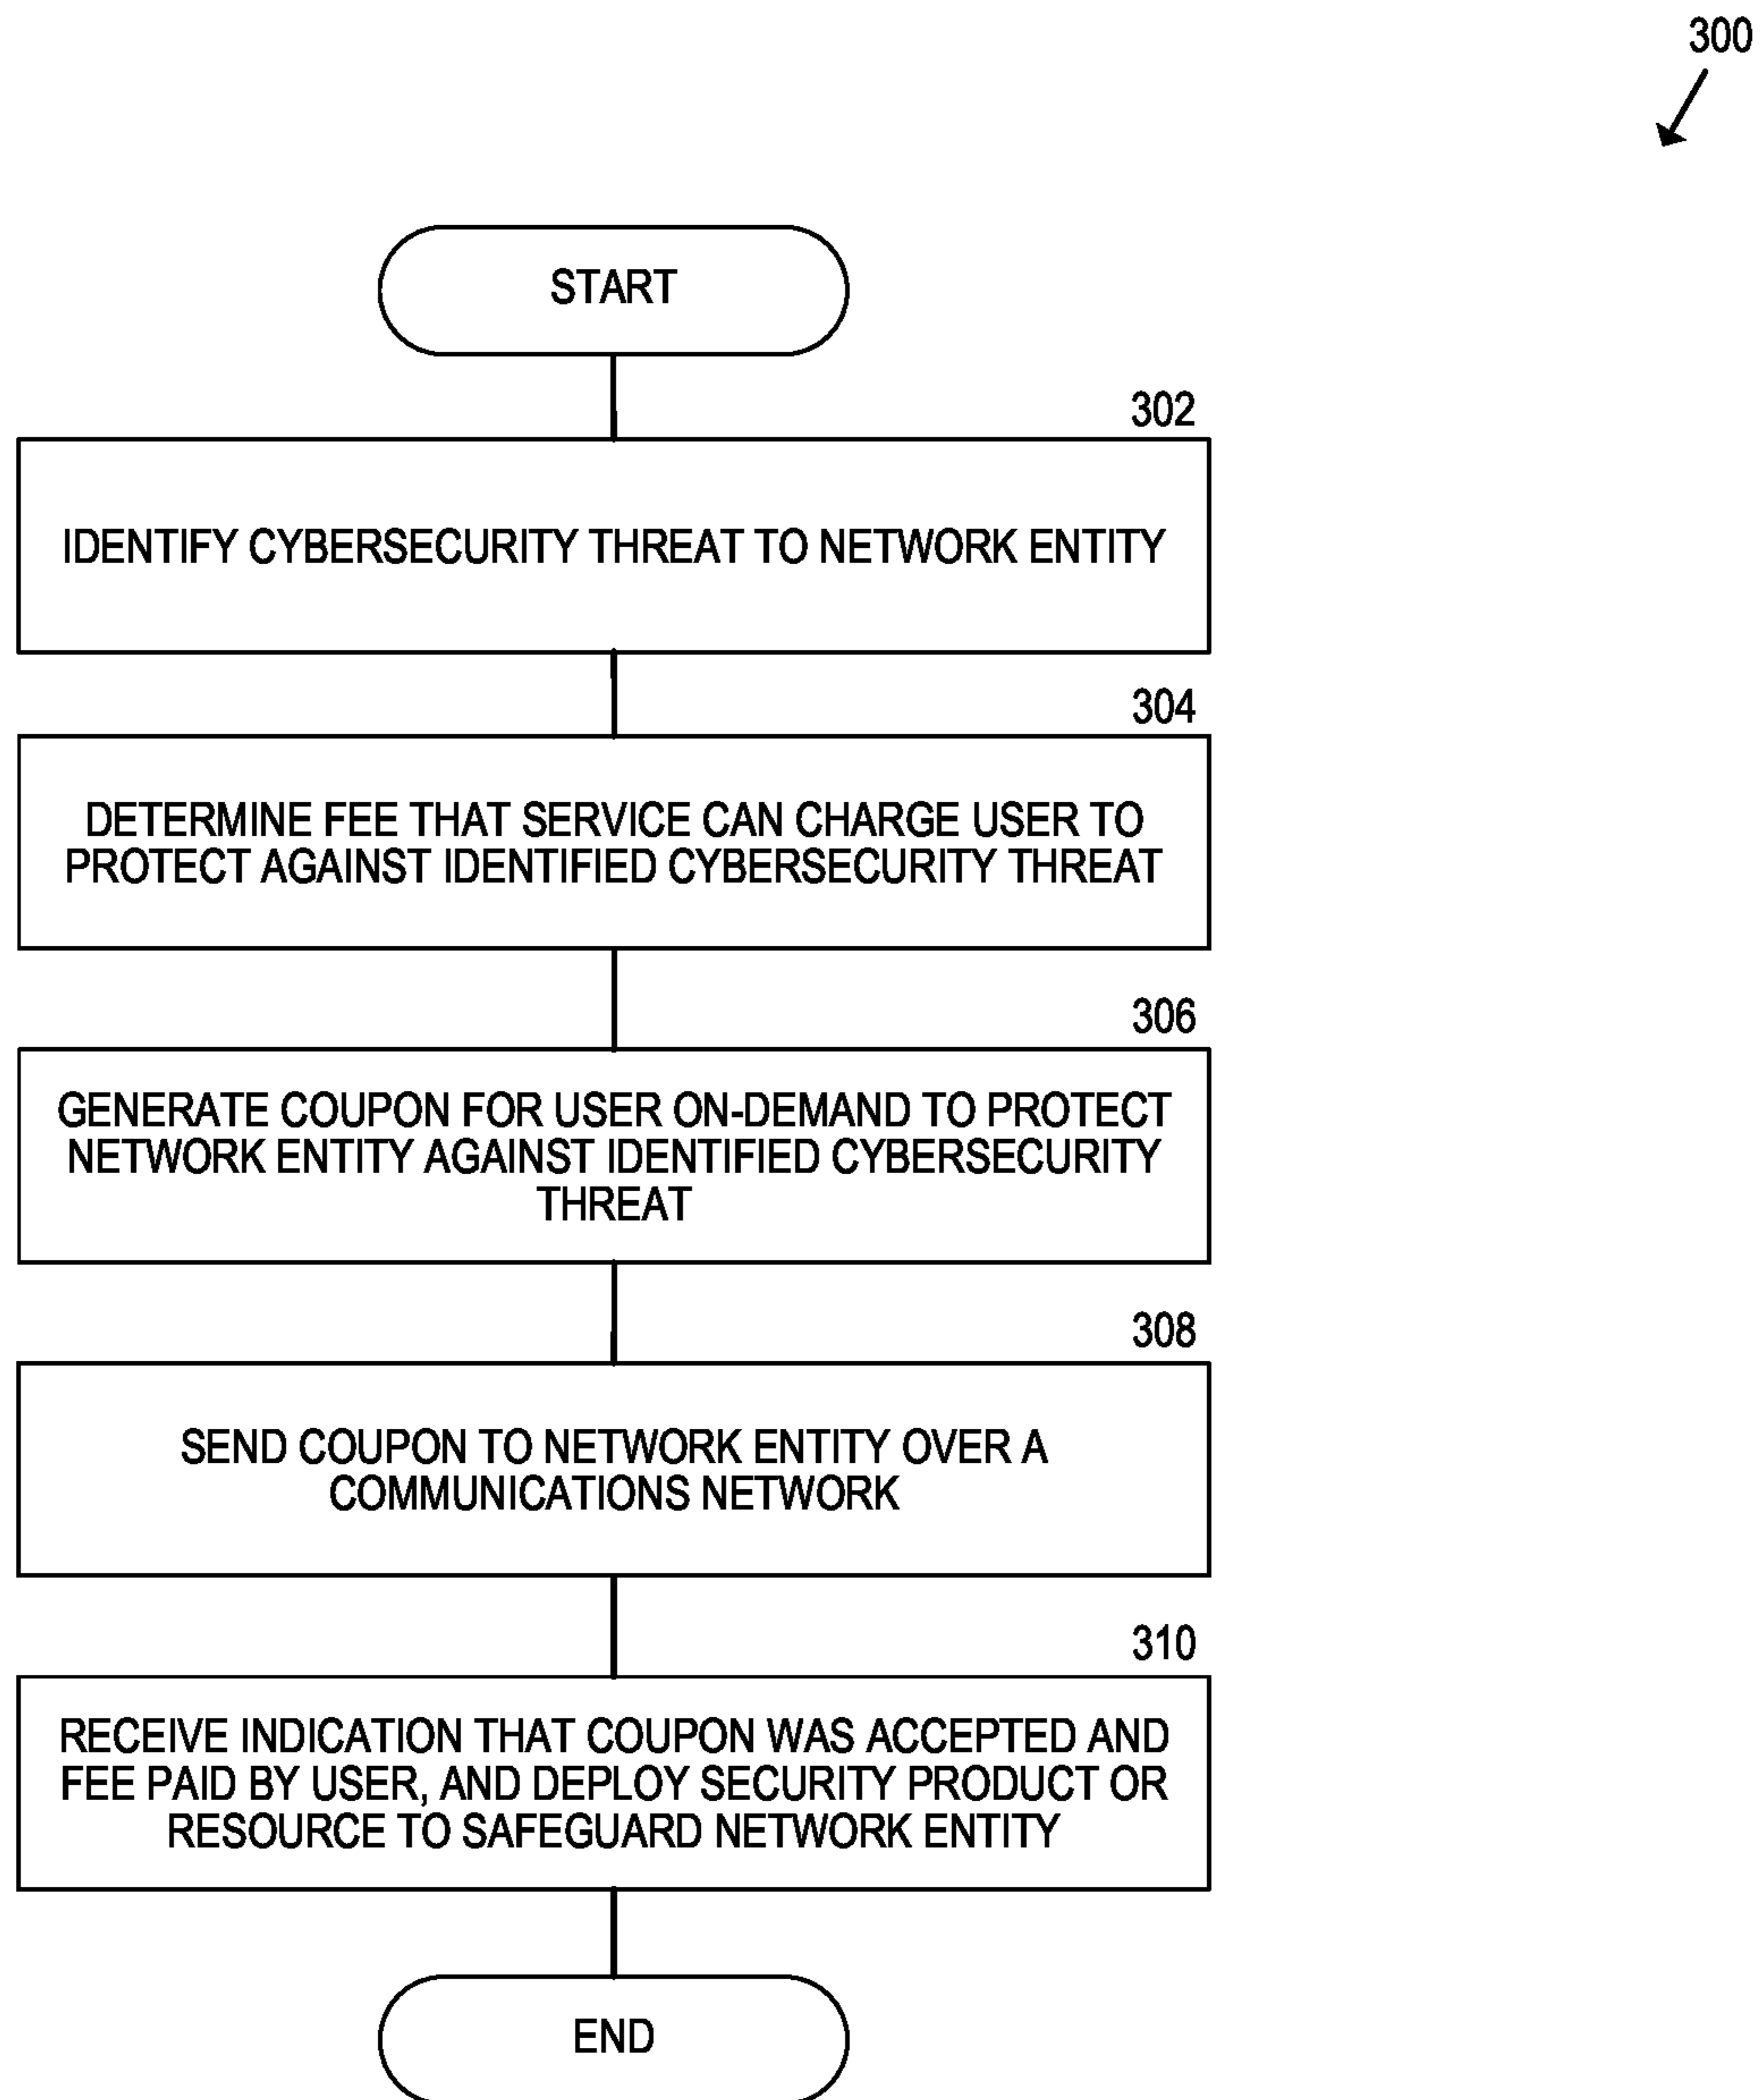 300
START
302
IDENTIFY CYBERSECURITY THREAT TO NETWORK ENTITY
304
DETERMINE FEE THAT SERVICE CAN CHARGE USER TO
PROTECT AGAINST IDENTIFIED CYBERSECURITY THREAT
306
GENERATE COUPON FOR USER ON-DEMAND TO PROTECT
NETWORK ENTITY AGAINST IDENTIFIED CYBERSECURITY
THREAT
308
SEND COUPON TO NETWORK ENTITY OVER A
COMMUNICATIONS NETWORK
310
RECEIVE INDICATION THAT COUPON WAS ACCEPTED AND
FEE PAID BY USER, AND DEPLOY SECURITY PRODUCT OR
RESOURCE TO SAFEGUARD NETWORK ENTITY
END